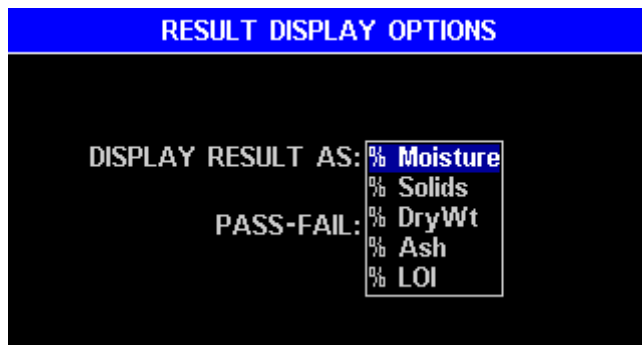 RESULT DISPLAY OPTIONS
DISPLAY RESULT AS: % Moisture
% Solids
PASS-FAIL: % DryWt
% Ash
% LOI